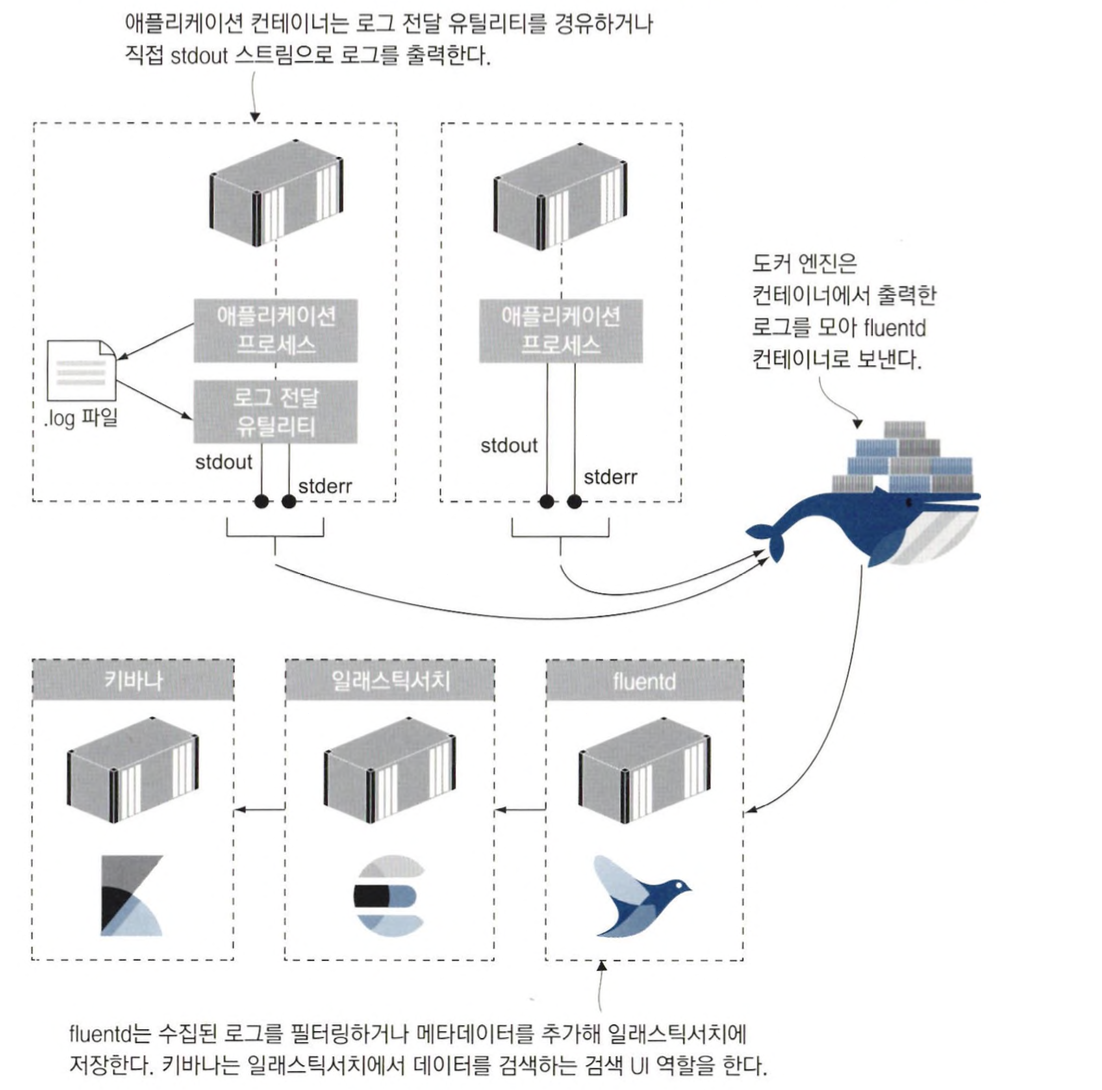 애플리케이션 컨테이너는 로그 전달 유틸리티를 경유하거나
직접 stdout 스트림으로 로그를 출력한다.
애플리케이션
프로세스
.log 파일
로그 전달
유틸리티
stdout
stderr
애플리케이션
프로세스
stdout
stderr
도커 엔진은
컨테이너에서 출력한
로그를 모아 fluentd
컨테이너로 보낸다.
키바나
일래스틱서치
fluentd
fluentd는 수집된 로그를 필터링하거나 메타데이터를 추가해 일래스틱서치에
저장한다. 키바나는 일래스틱서치에서 데이터를 검색하는 검색 UI 역할을 한다.